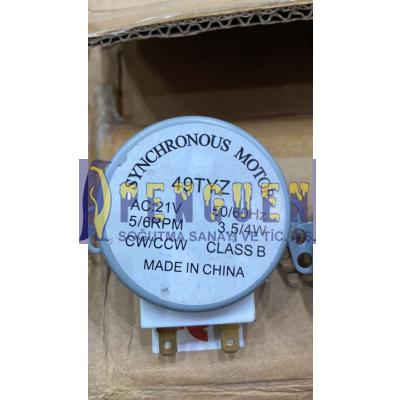 SYNCHRONOUS MOTOR
49TYZ
AC:21V 50/60Hz
5/6RPM 3,5/4W
CW/CCW CLASS B
MADE IN CHINA
PENGUEN
SOĞUTMA SANAYİ VE TİC.